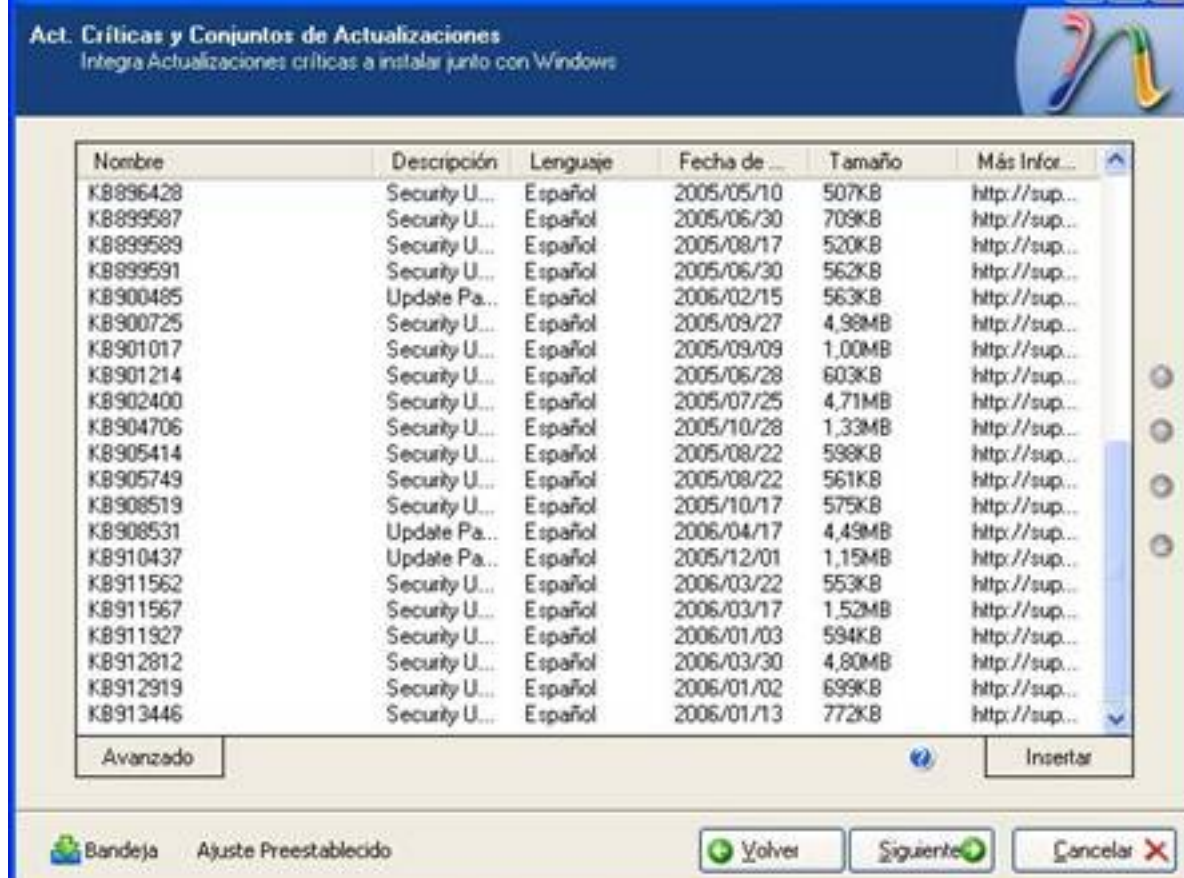 Act. Críticas y Conjuntos de Actualizaciones
Integra Actualizaciones críticas a instalar junto con Windows
Nombre Descripción Lenguaje Fecha de ... Tamaño Más Infor...
KB896428 Security U... Español 2005/05/10 507KB http://sup...
KB899587 Security U... Español 2005/06/30 709KB http://sup...
KB899589 Security U... Español 2005/08/17 520KB http://sup...
KB899591 Security U... Español 2005/06/30 562KB http://sup...
KB900485 Update Pa... Español 2006/02/15 563KB http://sup...
KB900725 Security U... Español 2005/09/27 4,98MB http://sup...
KB901017 Security U... Español 2005/09/09 1,00MB http://sup...
KB901214 Security U... Español 2005/06/28 603KB http://sup...
KB902400 Security U... Español 2005/07/25 4,71MB http://sup...
KB904706 Security U... Español 2005/10/28 1,33MB http://sup...
KB905414 Security U... Español 2005/08/22 598KB http://sup...
KB905749 Security U... Español 2005/08/22 561KB http://sup...
KB908519 Security U... Español 2005/10/17 575KB http://sup...
KB908531 Update Pa... Español 2006/04/17 4,49MB http://sup...
KB910437 Update Pa... Español 2005/12/01 1,15MB http://sup...
KB911562 Security U... Español 2006/03/22 553KB http://sup...
KB911567 Security U... Español 2006/03/17 1,52MB http://sup...
KB911927 Security U... Español 2006/01/03 594KB http://sup...
KB912812 Security U... Español 2006/03/30 4,80MB http://sup...
KB912919 Security U... Español 2006/01/02 699KB http://sup...
KB913446 Security U... Español 2006/01/13 772KB http://sup...
Avanzado Insertar
Bandeja Ajuste Preestablecido Volver Siguiente Cancelar